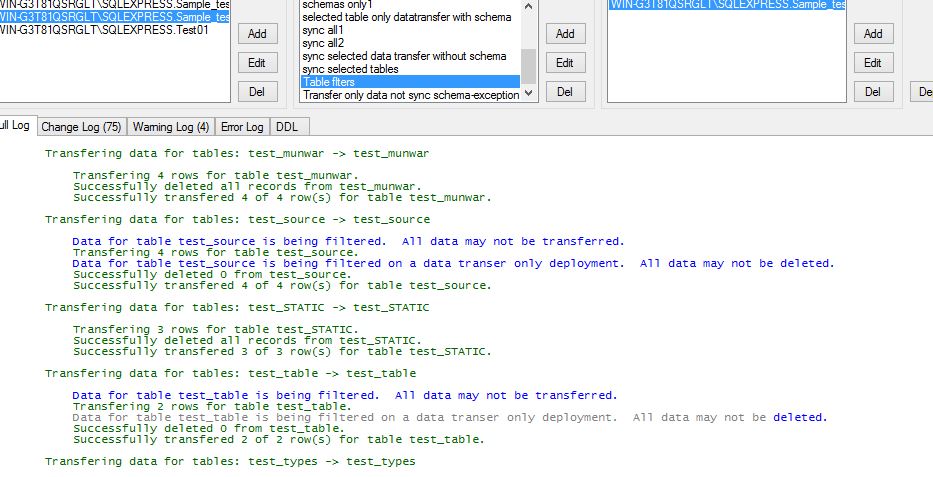 WIN-G3T81QSRGLT\SQLEXPRESS.Sample_tes
WIN-G3T81QSRGLT\SQLEXPRESS.Sample_tes
WIN-G3T81QSRGLT\SQLEXPRESS.Test01
Add
Edit
Del
schemas only1
selected table only datatransfer with schema
sync all1
sync all2
sync selected data transfer without schema
sync selected tables
Table flters
Transfer only data not sync schema-exception
Add
Edit
Del
WIN-G3T81QSRGLT\SQLEXPRESS.Sample_tes
Add
Edit
Del
De
ull Log
Change Log (75)
Warning Log (4)
Error Log
DDL
Transfering data for tables: test_munwar -> test_munwar
Transfering 4 rows for table test_munwar.
Successfully deleted all records from test_munwar.
Successfully transfered 4 of 4 row(s) for table test_munwar.
Transfering data for tables: test_source -> test_source
Data for table test_source is being filtered.  All data may not be transferred.
Transfering 4 rows for table test_source.
Data for table test_source is being filtered on a data transer only deployment.  All data may not be deleted.
Successfully deleted 0 from test_source.
Successfully transfered 4 of 4 row(s) for table test_source.
Transfering data for tables: test_STATIC -> test_STATIC
Transfering 3 rows for table test_STATIC.
Successfully deleted all records from test_STATIC.
Successfully transfered 3 of 3 row(s) for table test_STATIC.
Transfering data for tables: test_table -> test_table
Data for table test_table is being filtered.  All data may not be transferred.
Transfering 2 rows for table test_table.
Data for table test_table is being filtered on a data transer only deployment.  All data may not be deleted.
Successfully deleted 0 from test_table.
Successfully transfered 2 of 2 row(s) for table test_table.
Transfering data for tables: test_types -> test_types